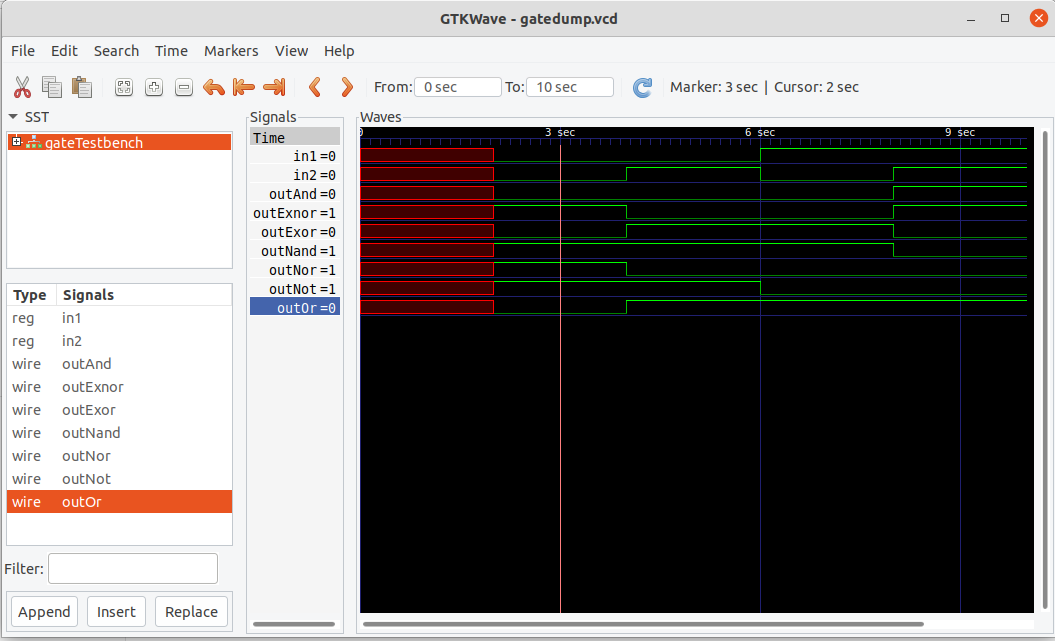 GTKWave - gatedump.vcd
File Edit Search Time Markers View Help
From: 0 sec To: 10 sec Marker: 3 sec | Cursor: 2 sec
SST
gateTestbench
Type Signals
reg in1
reg in2
wire outAnd
wire outExnor
wire outExor
wire outNand
wire outNor
wire outNot
wire outOr
Filter:
Append Insert Replace
Signals
Time
in1=0
in2=0
outAnd=0
outExnor=1
outExor=0
outNand=1
outNor=1
outNot=1
outOr=0
Waves
0 3 sec 6 sec 9 sec